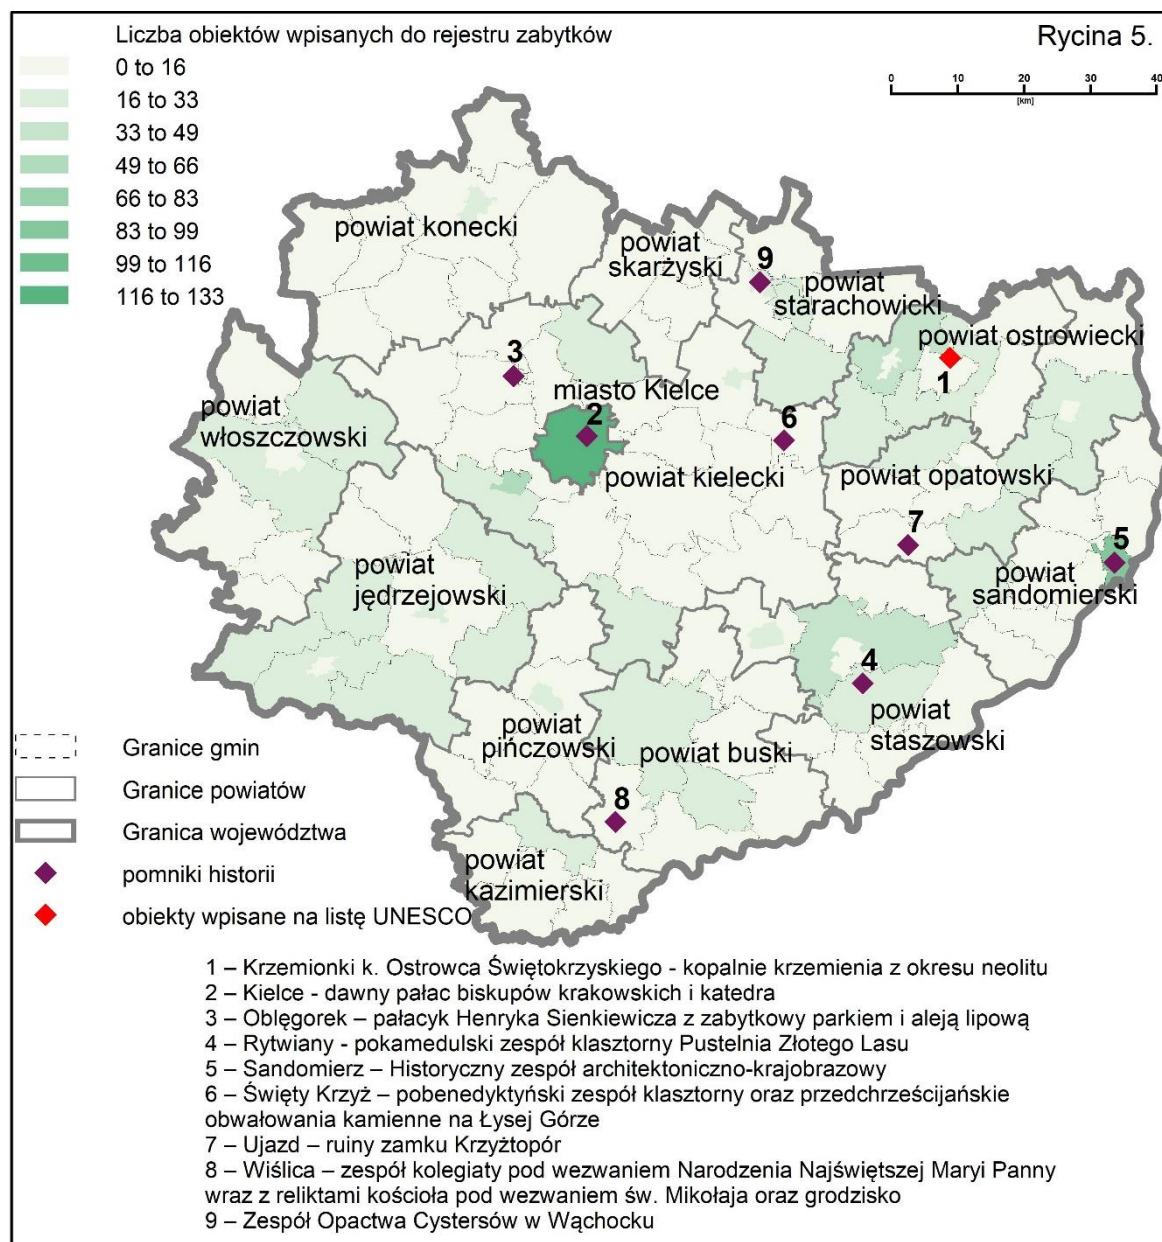 Liczba obiektów wpisanych do rejestru zabytków
Rycina 5.
0 to 16
16 to 33
33 to 49
49 to 66
66 to 83
83 to 99
99 to 116
116 to 133
0 10 20 30 40
[km]
powiat konecki
powiat
skarżyski
9
powiat
starachowicki
powiat ostrowiecki
1
3
miasto Kielce
2
6
powiat
włoszczowski
powiat kielecki
powiat opatowski
7
5
powiat
jędrzejowski
powiat
sandomierski
4
powiat
staszowski
powiat
pińczowski
powiat buski
8
powiat
kazimierski
Granice gmin
Granice powiatów
Granica województwa
pomniki historii
obiekty wpisane na listę UNESCO
1 – Krzemionki k. Ostrowca Świętokrzyskiego - kopalnie krzemienia z okresu neolitu
2 – Kielce - dawny pałac biskupów krakowskich i katedra
3 – Oblęgorek – pałacyk Henryka Sienkiewicza z zabytkowy parkiem i aleją lipową
4 – Rytwiany - pokamedulski zespół klasztorny Pustelnia Złotego Lasu
5 – Sandomierz – Historyczny zespół architektoniczno-krajobrazowy
6 – Święty Krzyż – pobenedyktyński zespół klasztorny oraz przedchrześcijańskie
obwałowania kamienne na Łysej Górze
7 – Ujazd – ruiny zamku Krzyżtopór
8 – Wiślica – zespół kolegiaty pod wezwaniem Narodzenia Najświętszej Maryi Panny
wraz z reliktami kościoła pod wezwaniem św. Mikołaja oraz grodzisko
9 – Zespół Opactwa Cystersów w Wąchocku